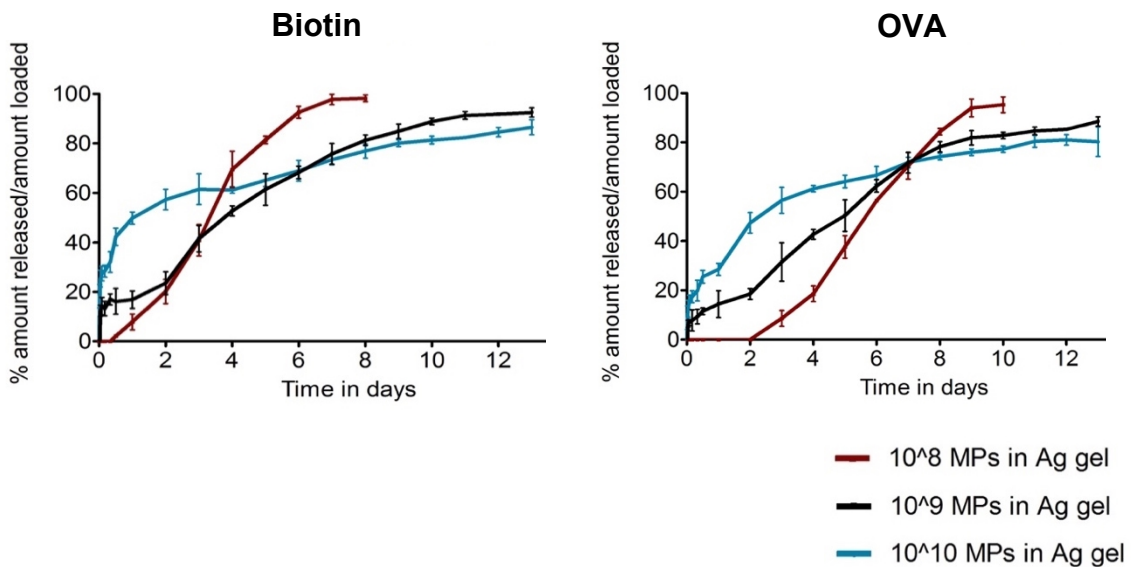 Biotin
% amount released/amount loaded
100
80
60
40
20
0
0 2 4 6 8 10 12
Time in days
OVA
% amount released/amount loaded
100
80
60
40
20
0
0 2 4 6 8 10 12
Time in days
10^8 MPs in Ag gel
10^9 MPs in Ag gel
10^10 MPs in Ag gel